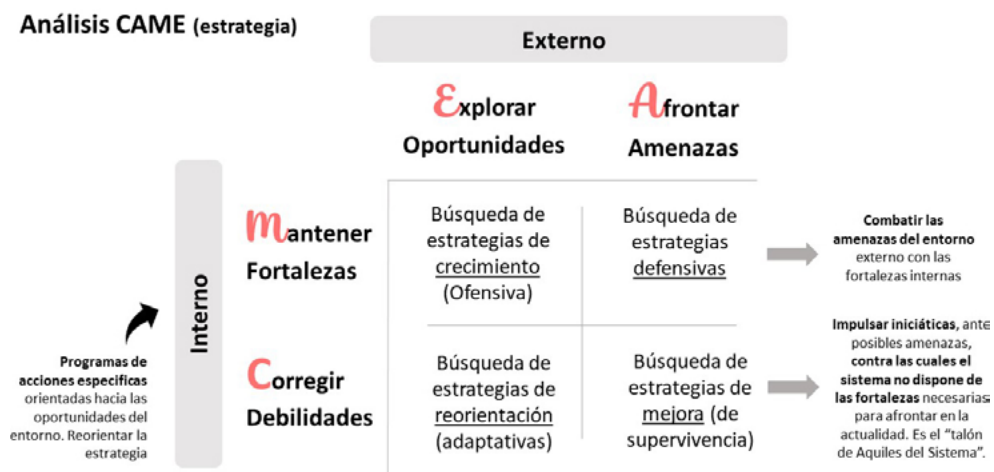 Análisis CAME (estrategia)
Externo
Explorar
Oportunidades
Afrontar
Amenazas
Interno
Mantener
Fortalezas
Búsqueda de
estrategias de
crecimiento
(Ofensiva)
Búsqueda de
estrategias
defensivas
Combatir las
amenazas del entorno
externo con las
fortalezas internas
Programas de
acciones especificas
orientadas hacia las
oportunidades del
entorno. Reorientar la
estrategia
Corregir
Debilidades
Búsqueda de
estrategias de
reorientación
(adaptativas)
Búsqueda de
estrategias de
mejora (de
supervivencia)
Impulsar iniciáticas, ante
posibles amenazas,
contra las cuales el
sistema no dispone de
las fortalezas necesarias
para afrontar en la
actualidad. Es el “talón
de Aquiles del Sistema”.